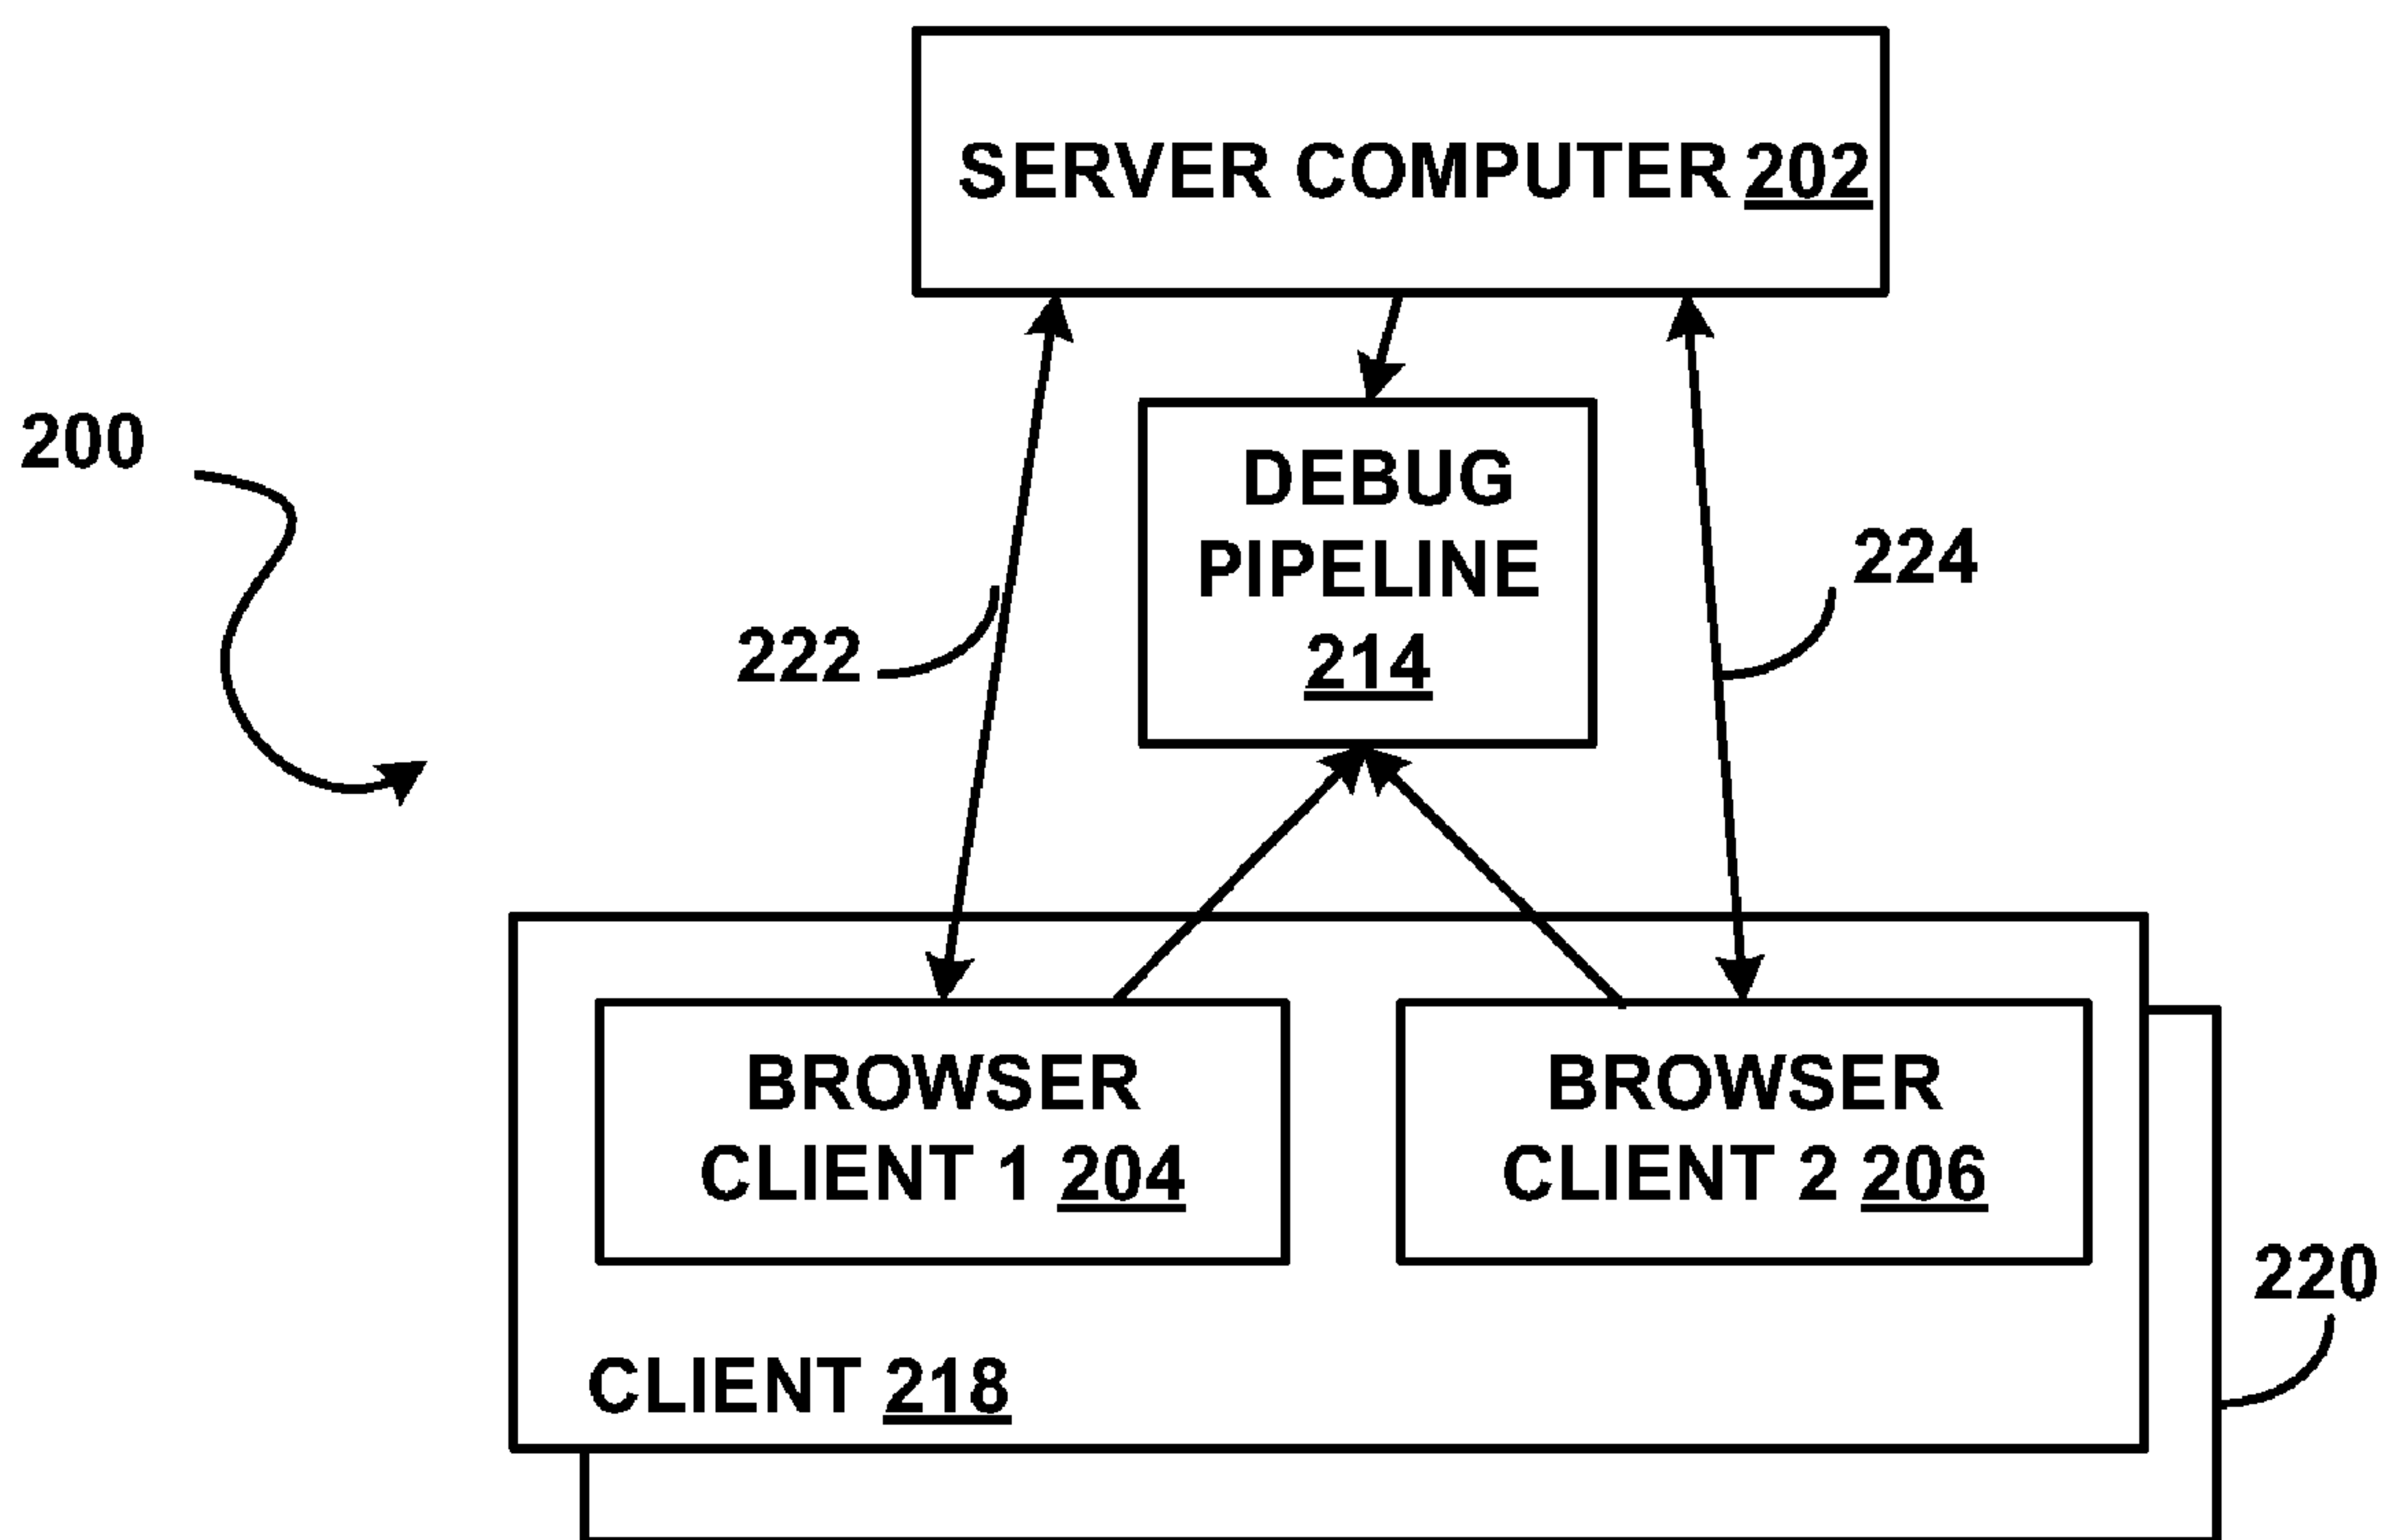 SERVER COMPUTER 202
200
DEBUG
PIPELINE
214
222
224
BROWSER
CLIENT 1 204
BROWSER
CLIENT 2 206
CLIENT 218
220